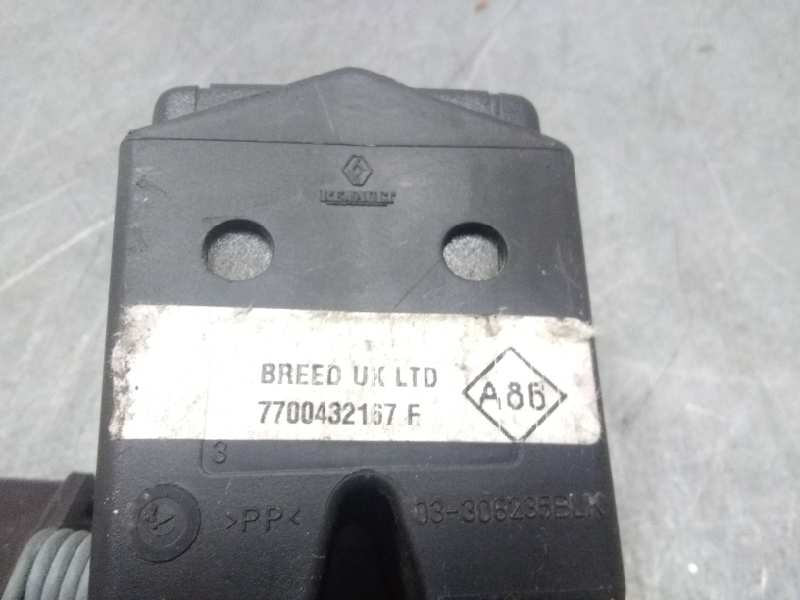 RENAULT
BREED UK LTD
7700432167 F
A86
3
>PP<
03-306235BLK